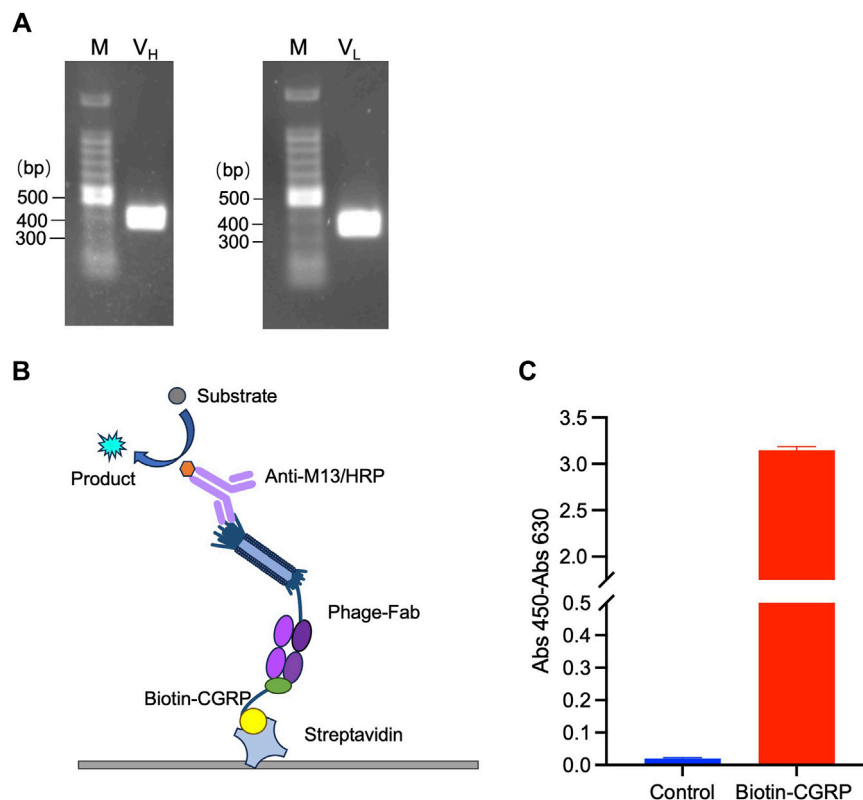 A
M V_H
(bp)
500
400
300
M V_L
(bp)
500
400
300
B
Substrate
Product
Anti-M13/HRP
Phage-Fab
Biotin-CGRP
Streptavidin
C
Abs 450-Abs 630
3.5
3.0
2.5
2.0
0.5
0.4
0.3
0.2
0.1
0.0
Control Biotin-CGRP